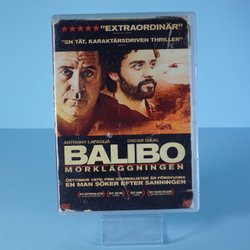 ★★★★★ "EXTRAORDINÄR"
"EN TÄT, KARAKTÄRSDRIVEN THRILLER"
ANTHONY LAPAGLIA OSCAR ISAAC
BALIBO
MÖRKLÄGGNINGEN
ÖSTTIMOR 1975: FEM JOURNALISTER ÄR FÖRSVUNNA
EN MAN SÖKER EFTER SANNINGEN